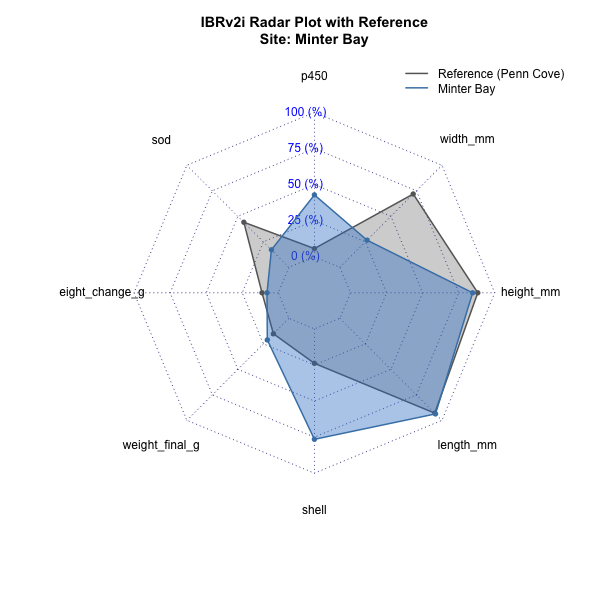 IBRv2i Radar Plot with Reference
Site: Minter Bay
Reference (Penn Cove)
Minter Bay
p450
width_mm
sod
100 (%)
75 (%)
50 (%)
25 (%)
0 (%)
eight_change_g
height_mm
weight_final_g
length_mm
shell